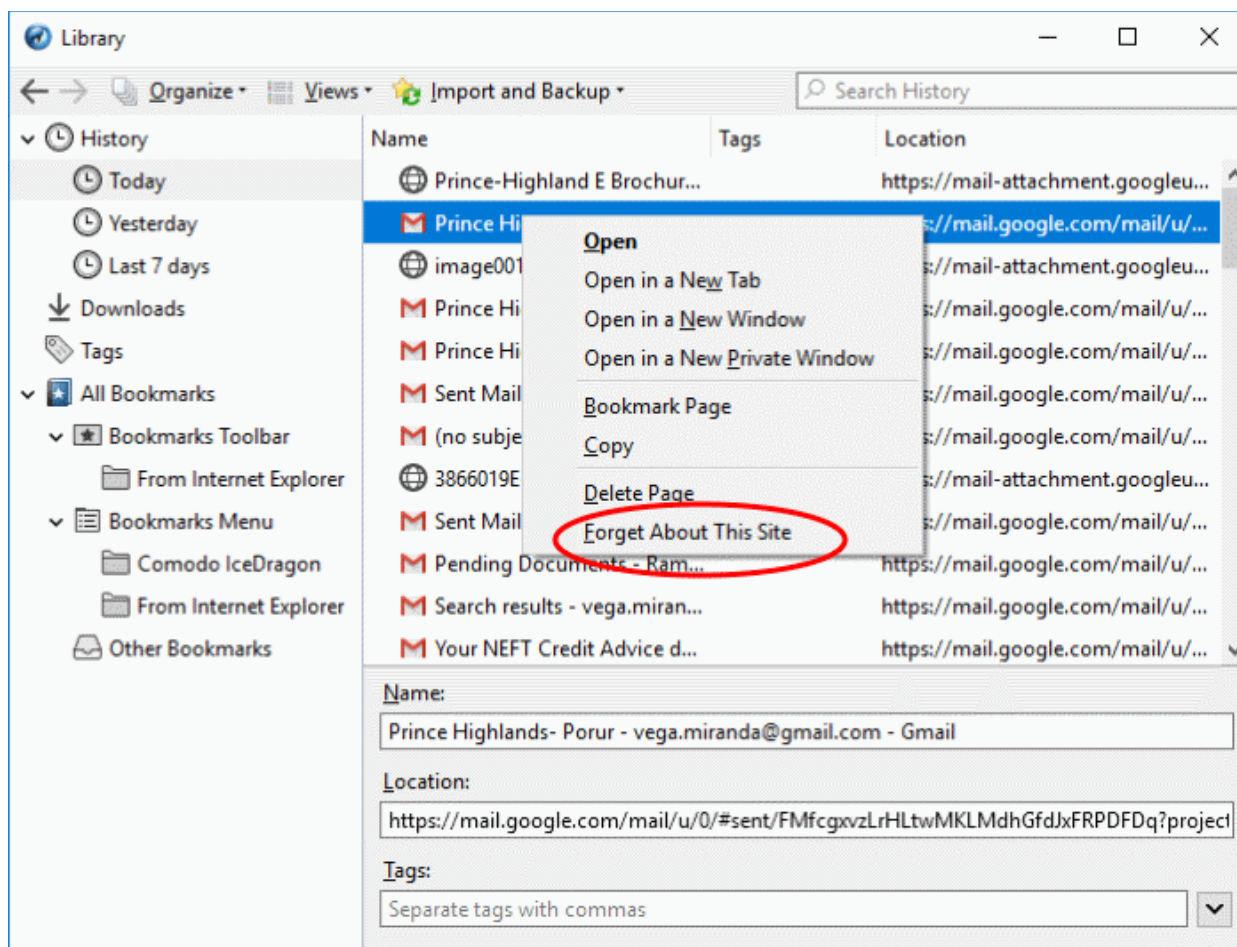 Library
Organize Views Import and Backup Search History
History
Today
Yesterday
Last 7 days
Downloads
Tags
All Bookmarks
Bookmarks Toolbar
From Internet Explorer
Bookmarks Menu
Comodo IceDragon
From Internet Explorer
Other Bookmarks
Name Tags Location
Prince-Highland E Brochur... https://mail-attachment.googleu...
Prince Hi s://mail.google.com/mail/u/...
image001 s://mail-attachment.googleu...
Prince Hi s://mail.google.com/mail/u/...
Prince Hi s://mail.google.com/mail/u/...
Sent Mail s://mail.google.com/mail/u/...
(no subje s://mail.google.com/mail/u/...
3866019E s://mail-attachment.googleu...
Sent Mail s://mail.google.com/mail/u/...
Pending Documents - Ram... https://mail.google.com/mail/u/...
Search results - vega.miran... https://mail.google.com/mail/u/...
Your NEFT Credit Advice d... https://mail.google.com/mail/u/...
Open
Open in a New Tab
Open in a New Window
Open in a New Private Window
Bookmark Page
Copy
Delete Page
Forget About This Site
Name:
Prince Highlands- Porur - vega.miranda@gmail.com - Gmail
Location:
https://mail.google.com/mail/u/0/#sent/FMfcgxvzLrHLtwMKLMdhGfdJxFRPDFDq?project
Tags:
Separate tags with commas